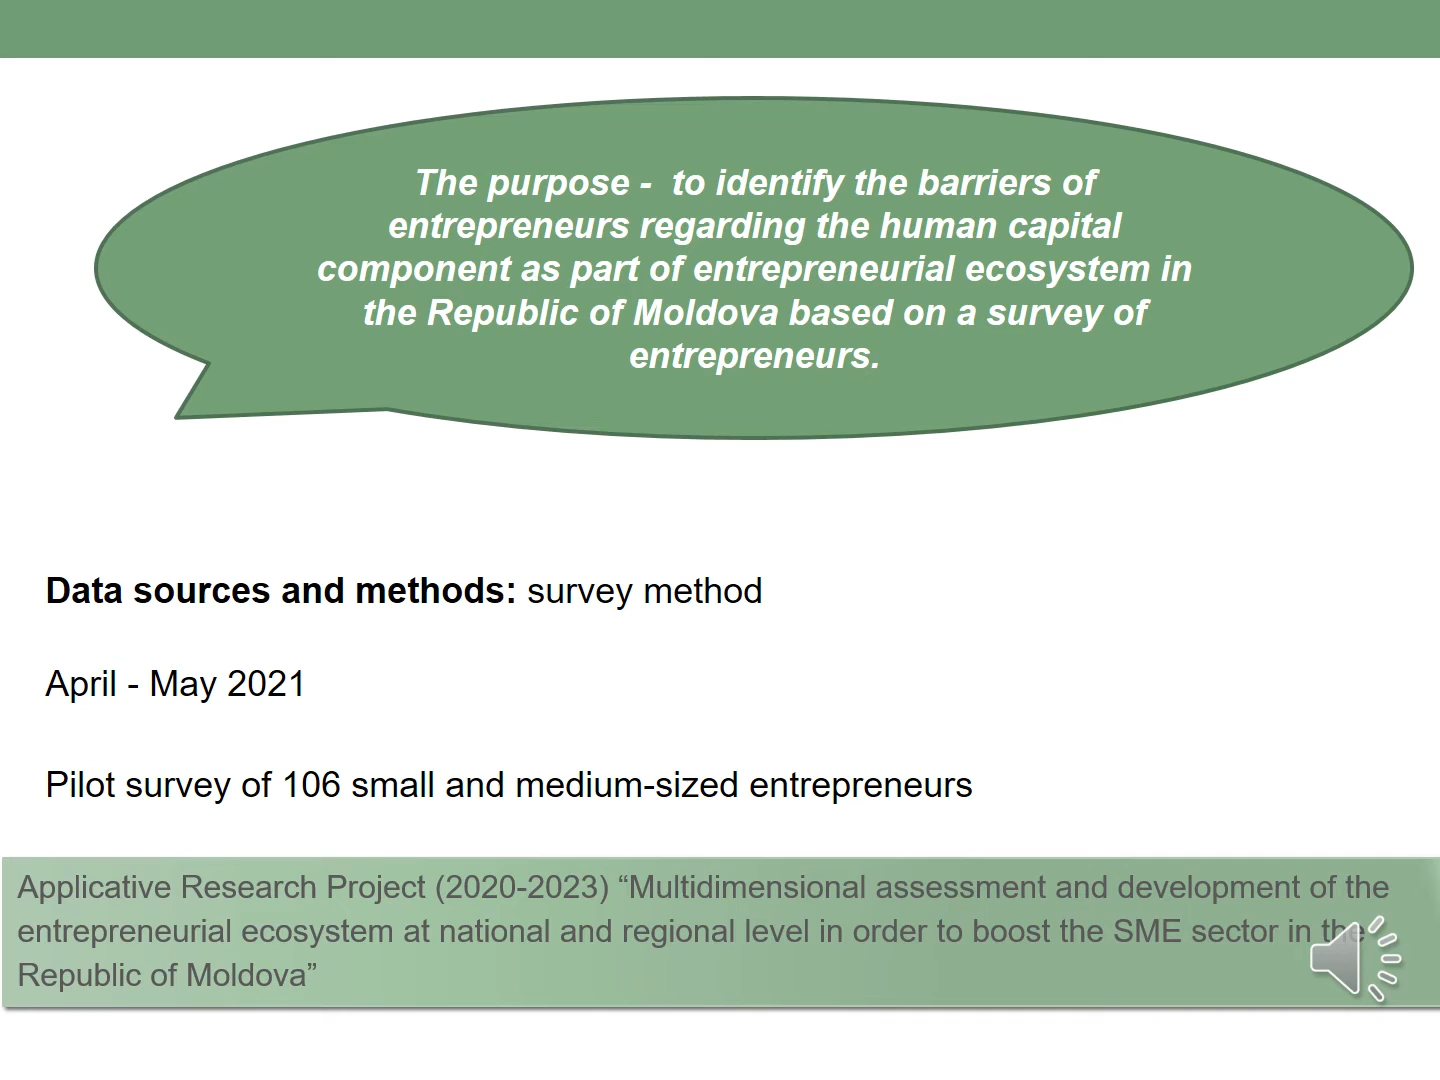 The purpose -  to identify the barriers of
entrepreneurs regarding the human capital
component as part of entrepreneurial ecosystem in
the Republic of Moldova based on a survey of
entrepreneurs.
Data sources and methods: survey method
April - May 2021
Pilot survey of 106 small and medium-sized entrepreneurs
Applicative Research Project (2020-2023) “Multidimensional assessment and development of the
entrepreneurial ecosystem at national and regional level in order to boost the SME sector in the
Republic of Moldova”